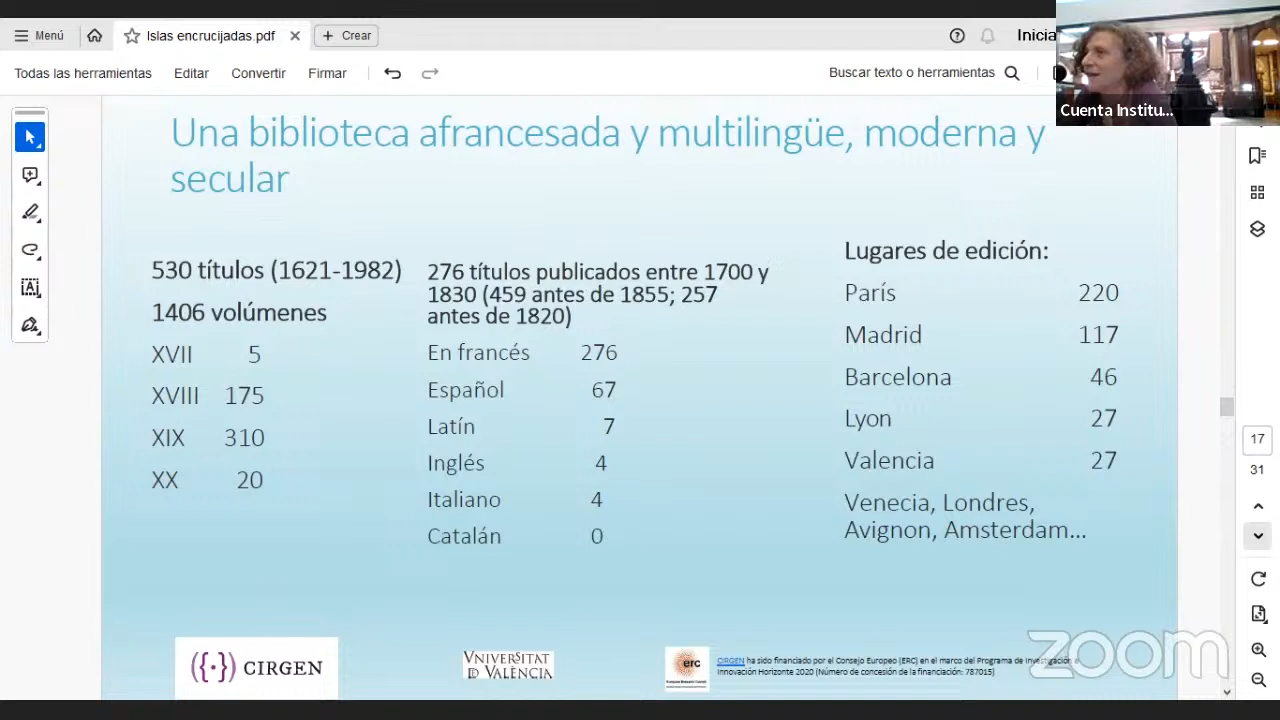 Menú
Islas encrucijadas.pdf
Crear
Inicia
Todas las herramientas
Editar
Convertir
Firmar
Buscar texto o herramientas
Cuenta Institu...
Una biblioteca afrancesada y multilingüe, moderna y
secular
530 títulos (1621-1982)
1406 volúmenes
XVII 5
XVIII 175
XIX 310
XX 20
276 títulos publicados entre 1700 y
1830 (459 antes de 1855; 257
antes de 1820)
En francés 276
Español 67
Latín 7
Inglés 4
Italiano 4
Catalán 0
Lugares de edición:
París 220
Madrid 117
Barcelona 46
Lyon 27
Valencia 27
Venecia, Londres,
Avignon, Amsterdam...
17
31
CIRGEN
VNIVERSITAT
DE VALÈNCIA
erc
CIRGEN ha sido financiado por el Consejo Europeo (ERC) en el marco del Programa de Investigación e
Innovación Horizonte 2020 (Número de concesión de la financiación: 787015)
zoom